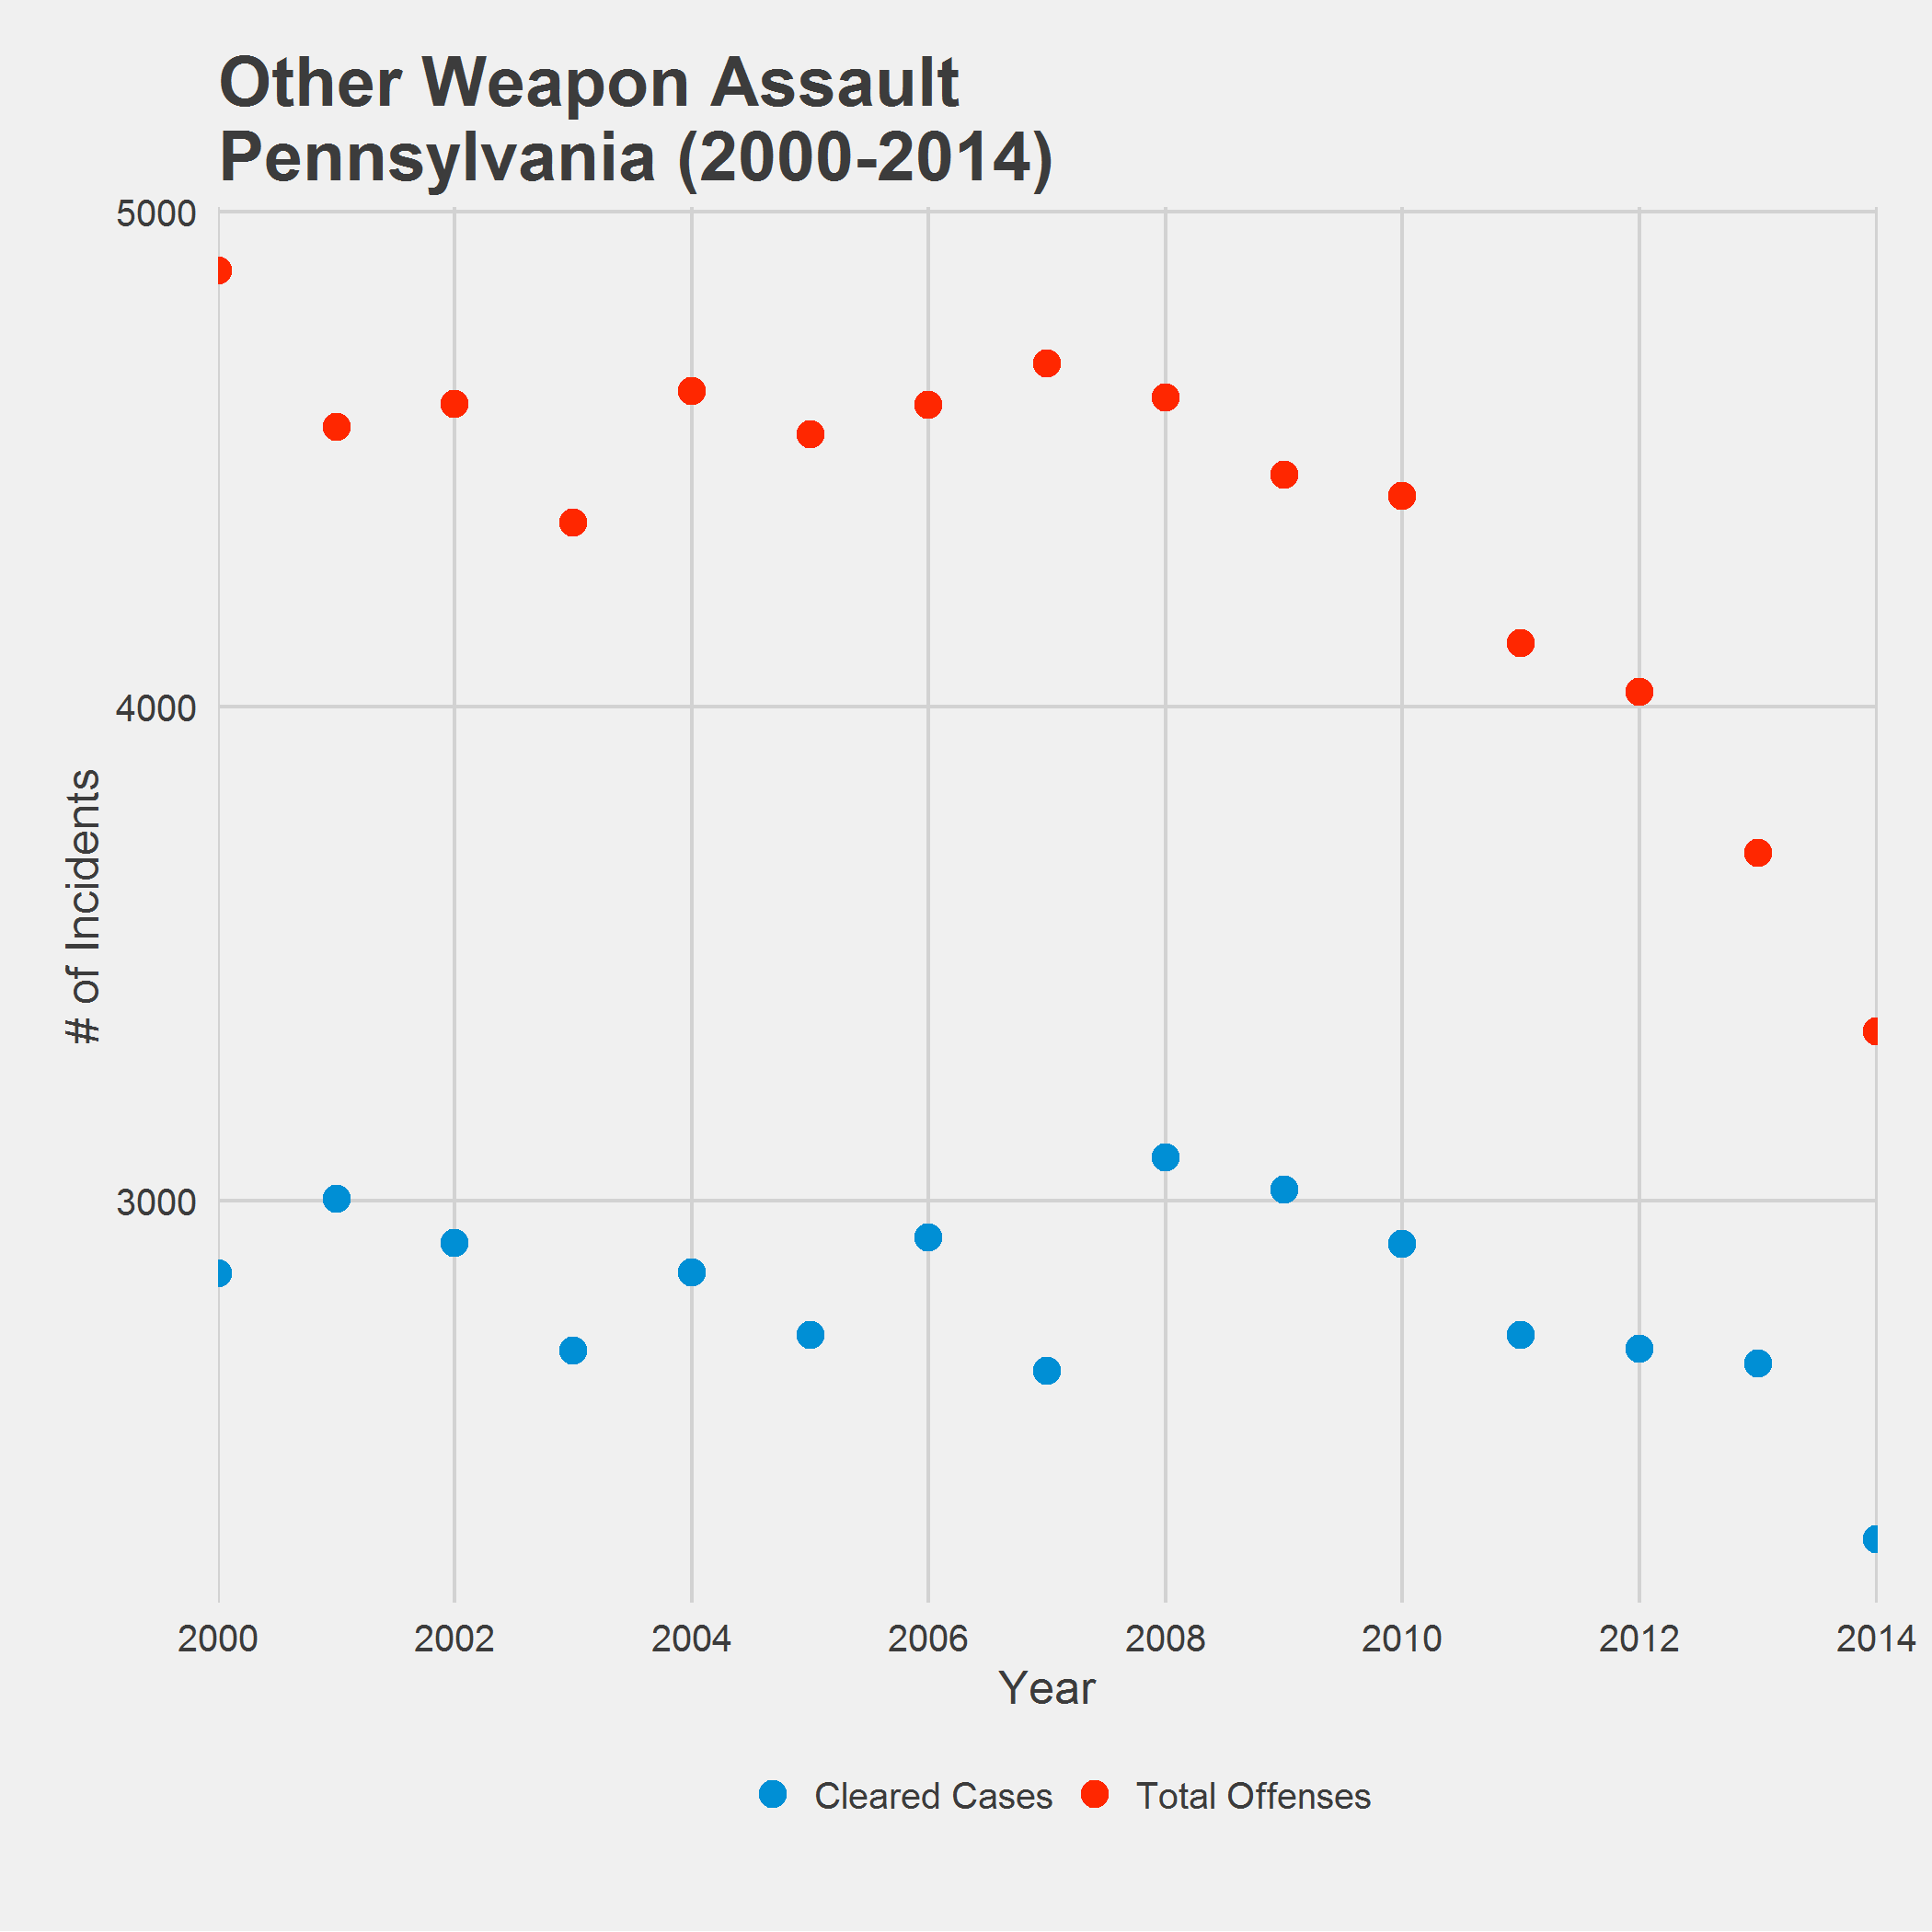 Other Weapon Assault
Pennsylvania (2000-2014)
5000
4000
3000
# of Incidents
2000 2002 2004 2006 2008 2010 2012 2014
Year
Cleared Cases Total Offenses